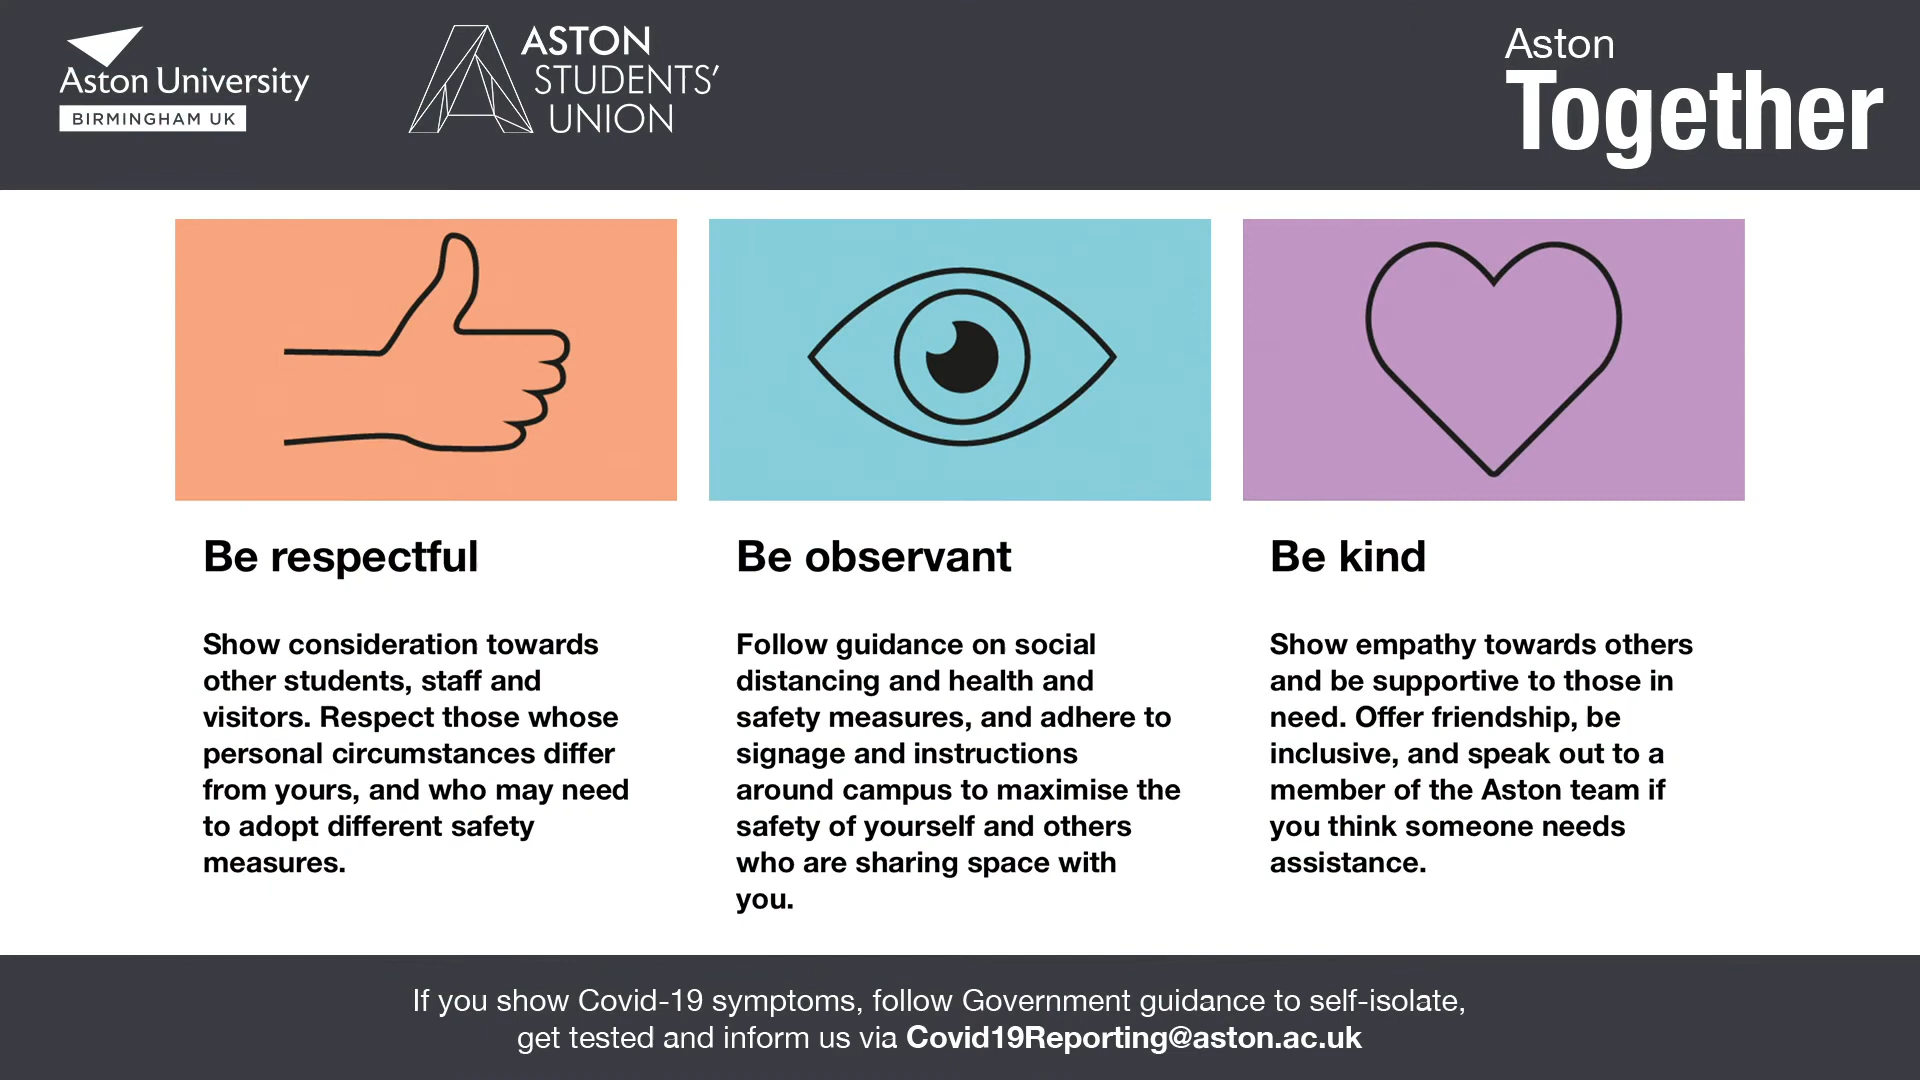 Aston University
BIRMINGHAM UK
ASTON
STUDENTS'
UNION
Aston
Together
Be respectful
Show consideration towards
other students, staff and
visitors. Respect those whose
personal circumstances differ
from yours, and who may need
to adopt different safety
measures.
Be observant
Follow guidance on social
distancing and health and
safety measures, and adhere to
signage and instructions
around campus to maximise the
safety of yourself and others
who are sharing space with
you.
Be kind
Show empathy towards others
and be supportive to those in
need. Offer friendship, be
inclusive, and speak out to a
member of the Aston team if
you think someone needs
assistance.
If you show Covid-19 symptoms, follow Government guidance to self-isolate,
get tested and inform us via Covid19Reporting@aston.ac.uk